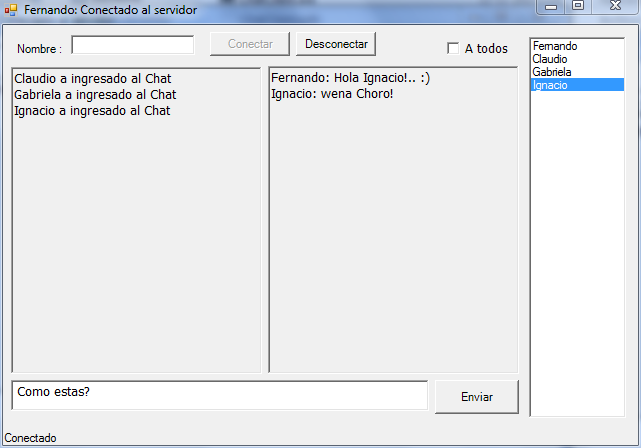 Fernando: Conectado al servidor
Nombre :
Conectar
Desconectar
A todos
Claudio a ingresado al Chat
Gabriela a ingresado al Chat
Ignacio a ingresado al Chat
Fernando: Hola Ignacio!.. :)
Ignacio: wena Choro!
Fernando
Claudio
Gabriela
Ignacio
Como estas?
Enviar
Conectado